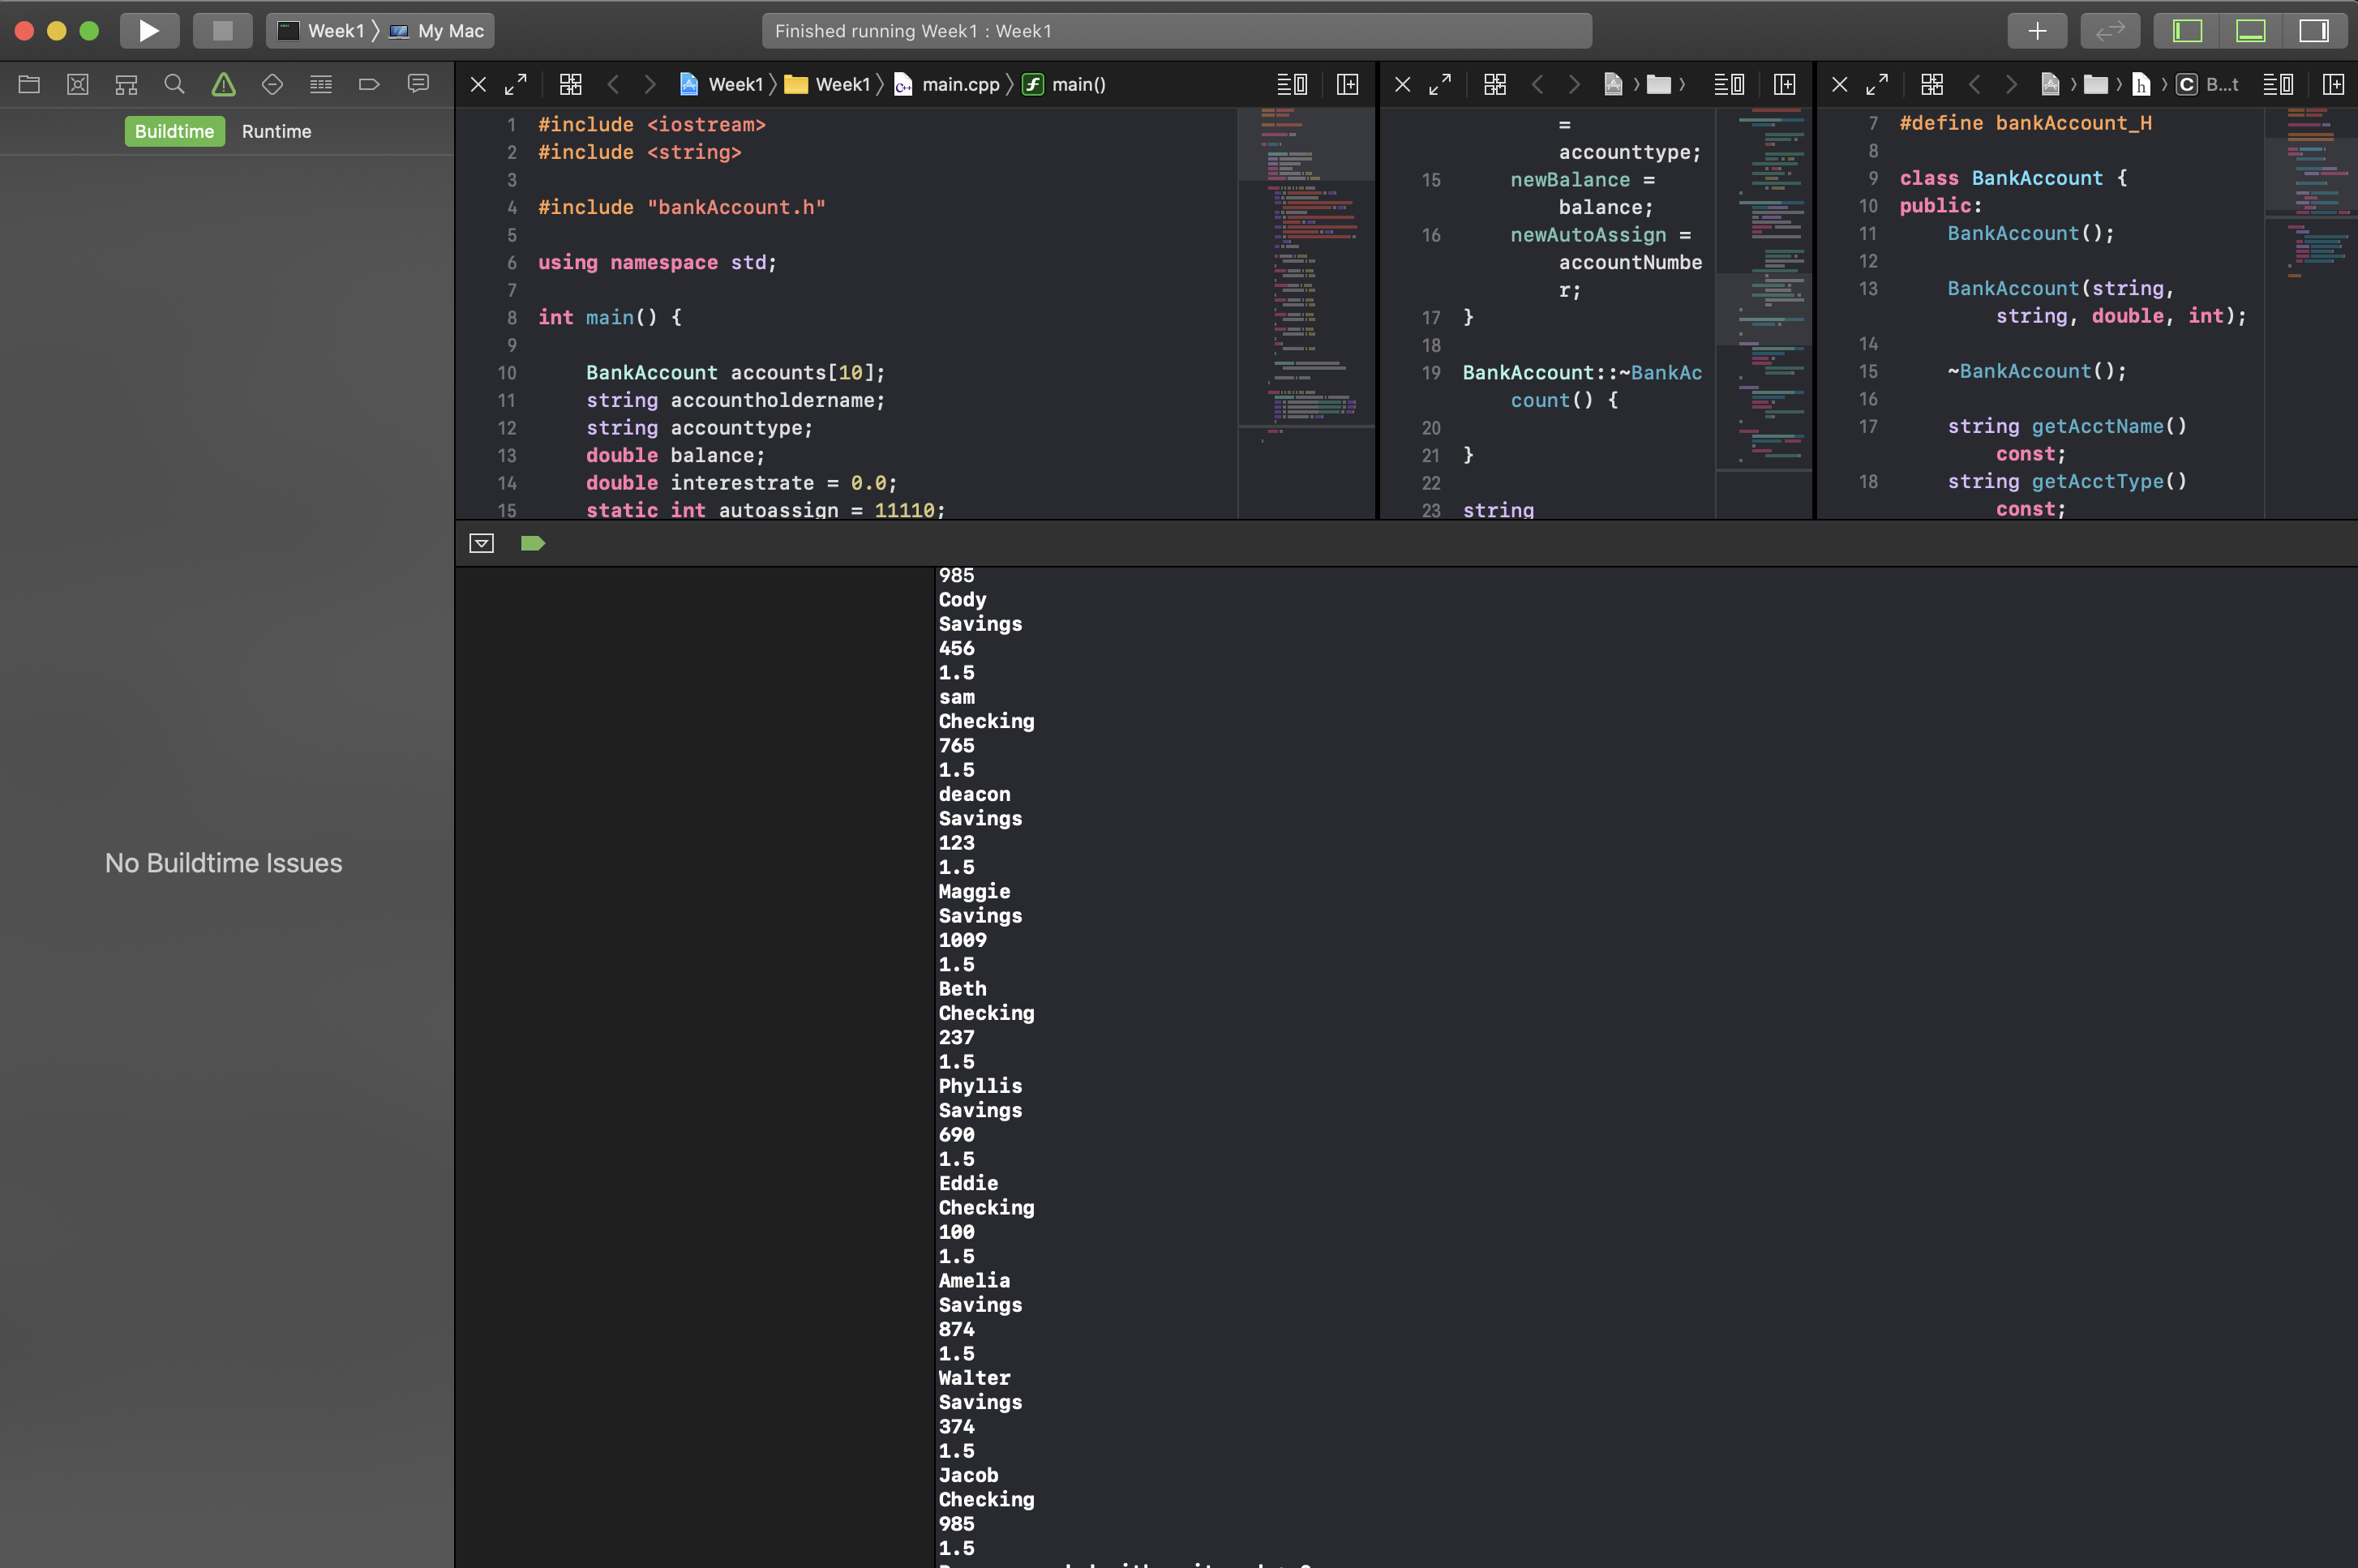 Week1 〉 My Mac
Finished running Week1 : Week1
Buildtime Runtime
No Buildtime Issues
Week1 〉 Week1 〉 main.cpp 〉 main()
1 #include <iostream>
2 #include <string>
3
4 #include "bankAccount.h"
5
6 using namespace std;
7
8 int main() {
9
10 BankAccount accounts[10];
11 string accountholdername;
12 string accounttype;
13 double balance;
14 double interestrate = 0.0;
15 static int autoassign = 11110;
=
accounttype;
15 newBalance =
balance;
16 newAutoAssign =
accountNumbe
r;
17 }
18
19 BankAccount::~BankAc
count() {
20
21 }
22
23 string
h 〉 C B...t
7 #define bankAccount_H
8
9 class BankAccount {
10 public:
11 BankAccount();
12
13 BankAccount(string,
string, double, int);
14
15 ~BankAccount();
16
17 string getAcctName()
const;
18 string getAcctType()
const;
985
Cody
Savings
456
1.5
sam
Checking
765
1.5
deacon
Savings
123
1.5
Maggie
Savings
1009
1.5
Beth
Checking
237
1.5
Phyllis
Savings
690
1.5
Eddie
Checking
100
1.5
Amelia
Savings
874
1.5
Walter
Savings
374
1.5
Jacob
Checking
985
1.5